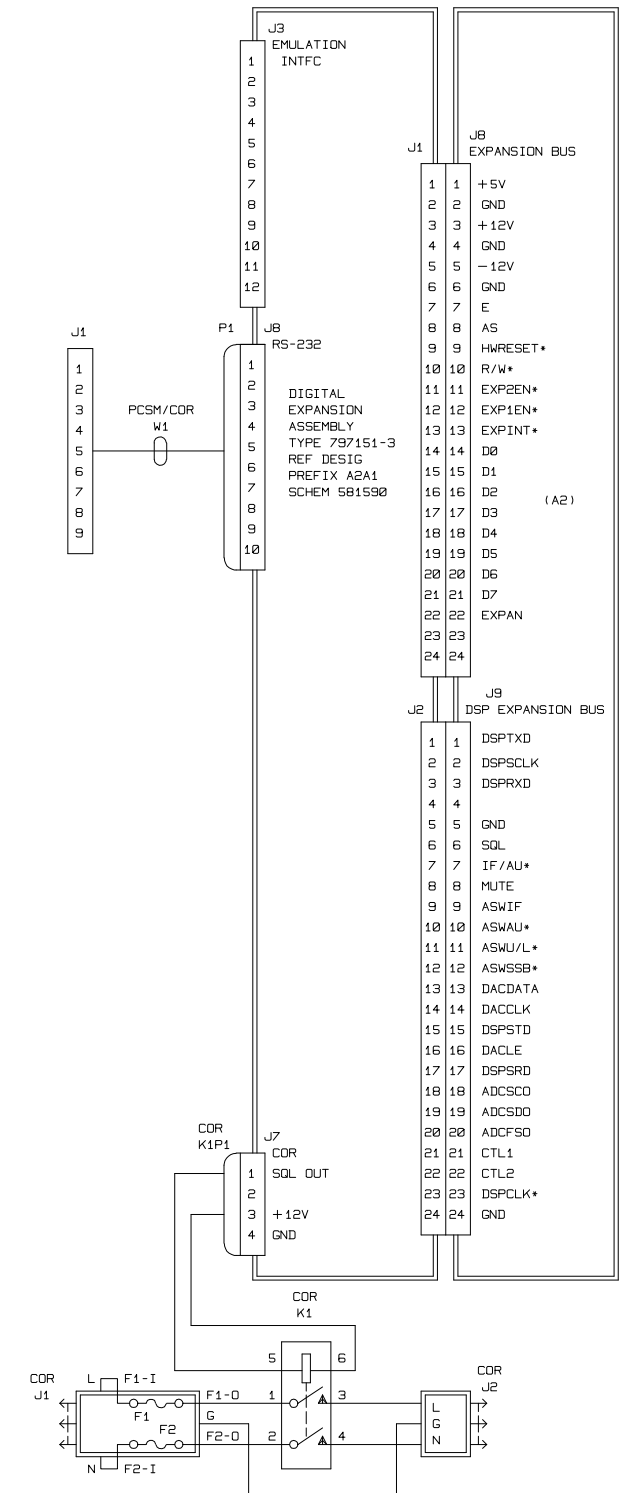 J3
EMULATION
INTFC
1
2
3
4
5
6
7
8
9
10
11
12
J1
J8
EXPANSION BUS
1 1 +5V
2 2 GND
3 3 +12V
4 4 GND
5 5 -12V
6 6 GND
7 7 E
8 8 AS
9 9 HWRESET*
10 10 R/W*
11 11 EXP2EN*
12 12 EXP1EN*
13 13 EXPINT*
14 14 D0
15 15 D1
16 16 D2
17 17 D3
18 18 D4
19 19 D5
20 20 D6
21 21 D7
22 22 EXPAN
23 23
24 24
(A2)
J1
1
2
3
4
5
6
7
8
9
PCSM/COR
W1
P1
J8
RS-232
1
2
3
4
5
6
7
8
9
10
DIGITAL
EXPANSION
ASSEMBLY
TYPE 797151-3
REF DESIG
PREFIX A2A1
SCHEM 581590
J2
J9
DSP EXPANSION BUS
1 1 DSPTXD
2 2 DSPSCLK
3 3 DSPRXD
4 4
5 5 GND
6 6 SQL
7 7 IF/AU*
8 8 MUTE
9 9 ASWIF
10 10 ASWAU*
11 11 ASWU/L*
12 12 ASWSSB*
13 13 DACDATA
14 14 DACCLK
15 15 DSPSTD
16 16 DACLE
17 17 DSPSRD
18 18 ADCSCO
19 19 ADCSDO
20 20 ADCFSO
21 21 CTL1
22 22 CTL2
23 23 DSPCLK*
24 24 GND
COR
K1P1
J7
COR
1 SQL OUT
2
3 +12V
4 GND
COR
K1
5 6
COR
J1
L F1-I
F1
F1-O 1 3
G
F2
F2-O 2 4
N F2-I
COR
J2
L
G
N